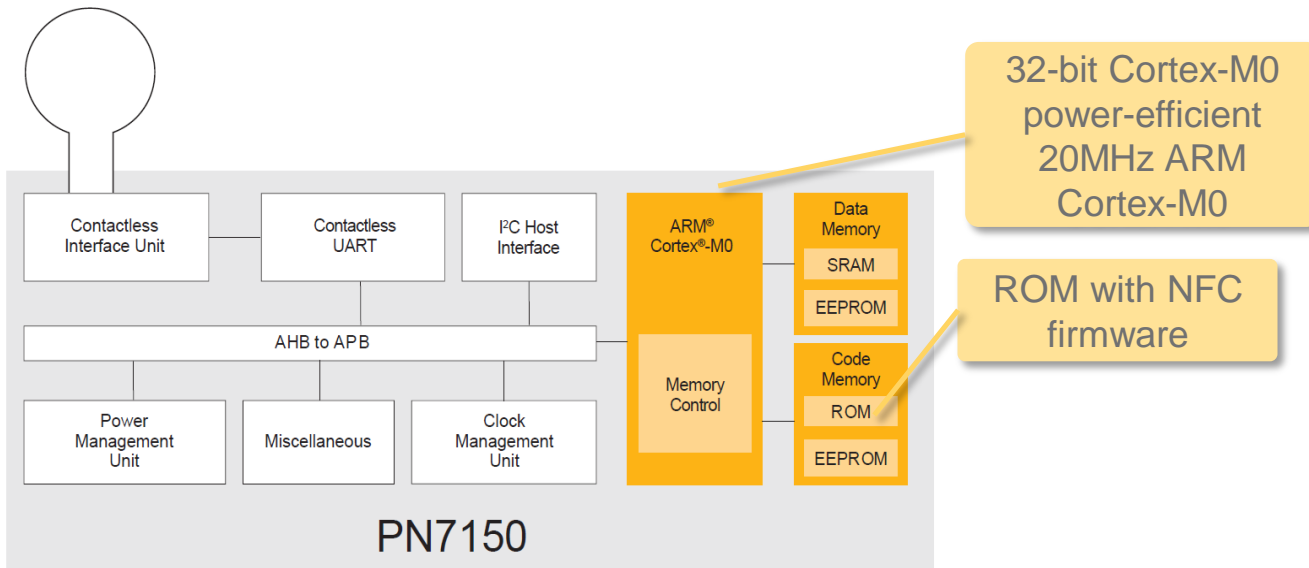 32-bit Cortex-M0
power-efficient
20MHz ARM
Cortex-M0
Contactless
Interface Unit
Contactless
UART
I²C Host
Interface
ARM®
Cortex®-M0
Data
Memory
SRAM
EEPROM
ROM with NFC
firmware
AHB to APB
Memory
Control
Code
Memory
ROM
EEPROM
Power
Management
Unit
Miscellaneous
Clock
Management
Unit
PN7150